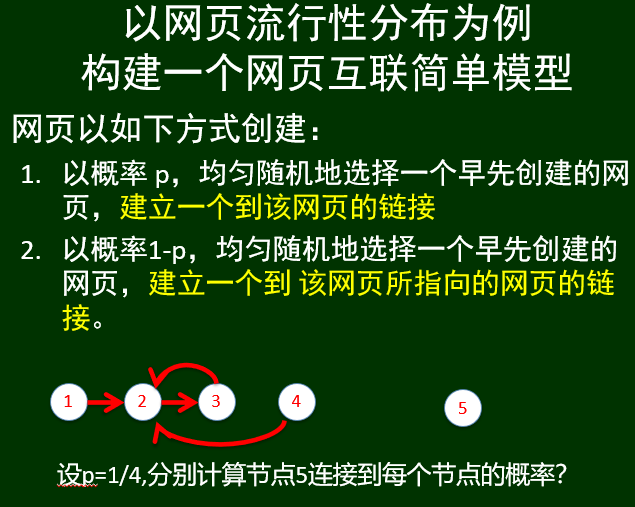 以网页流行性分布为例
构建一个网页互联简单模型
网页以如下方式创建：
1. 以概率 p，均匀随机地选择一个早先创建的网
页，建立一个到该网页的链接
2. 以概率1-p，均匀随机地选择一个早先创建的
网页，建立一个到 该网页所指向的网页的链
接。
1 2 3 4 5
设p=1/4,分别计算节点5连接到每个节点的概率?